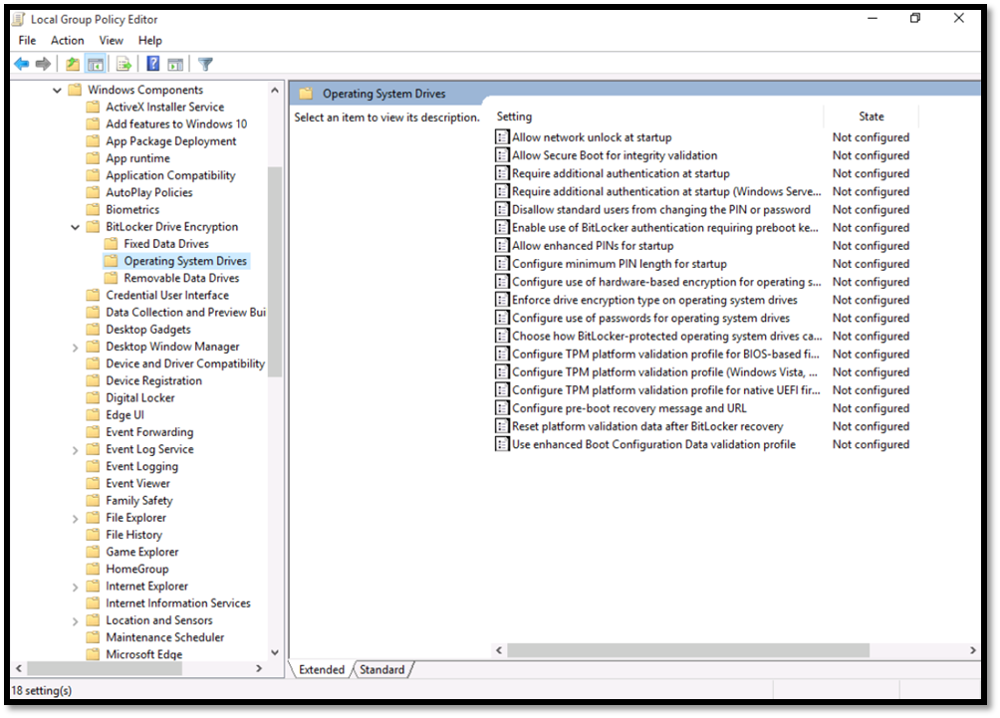 Local Group Policy Editor
File Action View Help
Windows Components
ActiveX Installer Service
Add features to Windows 10
App Package Deployment
App runtime
Application Compatibility
AutoPlay Policies
Biometrics
BitLocker Drive Encryption
Fixed Data Drives
Operating System Drives
Removable Data Drives
Credential User Interface
Data Collection and Preview Bui
Desktop Gadgets
Desktop Window Manager
Device and Driver Compatibility
Device Registration
Digital Locker
Edge UI
Event Forwarding
Event Log Service
Event Logging
Event Viewer
Family Safety
File Explorer
File History
Game Explorer
HomeGroup
Internet Explorer
Internet Information Services
Location and Sensors
Maintenance Scheduler
Microsoft Edge
Operating System Drives
Select an item to view its description.
Setting State
Allow network unlock at startup Not configured
Allow Secure Boot for integrity validation Not configured
Require additional authentication at startup Not configured
Require additional authentication at startup (Windows Serve... Not configured
Disallow standard users from changing the PIN or password Not configured
Enable use of BitLocker authentication requiring preboot ke... Not configured
Allow enhanced PINs for startup Not configured
Configure minimum PIN length for startup Not configured
Configure use of hardware-based encryption for operating s... Not configured
Enforce drive encryption type on operating system drives Not configured
Configure use of passwords for operating system drives Not configured
Choose how BitLocker-protected operating system drives ca... Not configured
Configure TPM platform validation profile for BIOS-based fi... Not configured
Configure TPM platform validation profile (Windows Vista, ... Not configured
Configure TPM platform validation profile for native UEFI fir... Not configured
Configure pre-boot recovery message and URL Not configured
Reset platform validation data after BitLocker recovery Not configured
Use enhanced Boot Configuration Data validation profile Not configured
Extended Standard
18 setting(s)